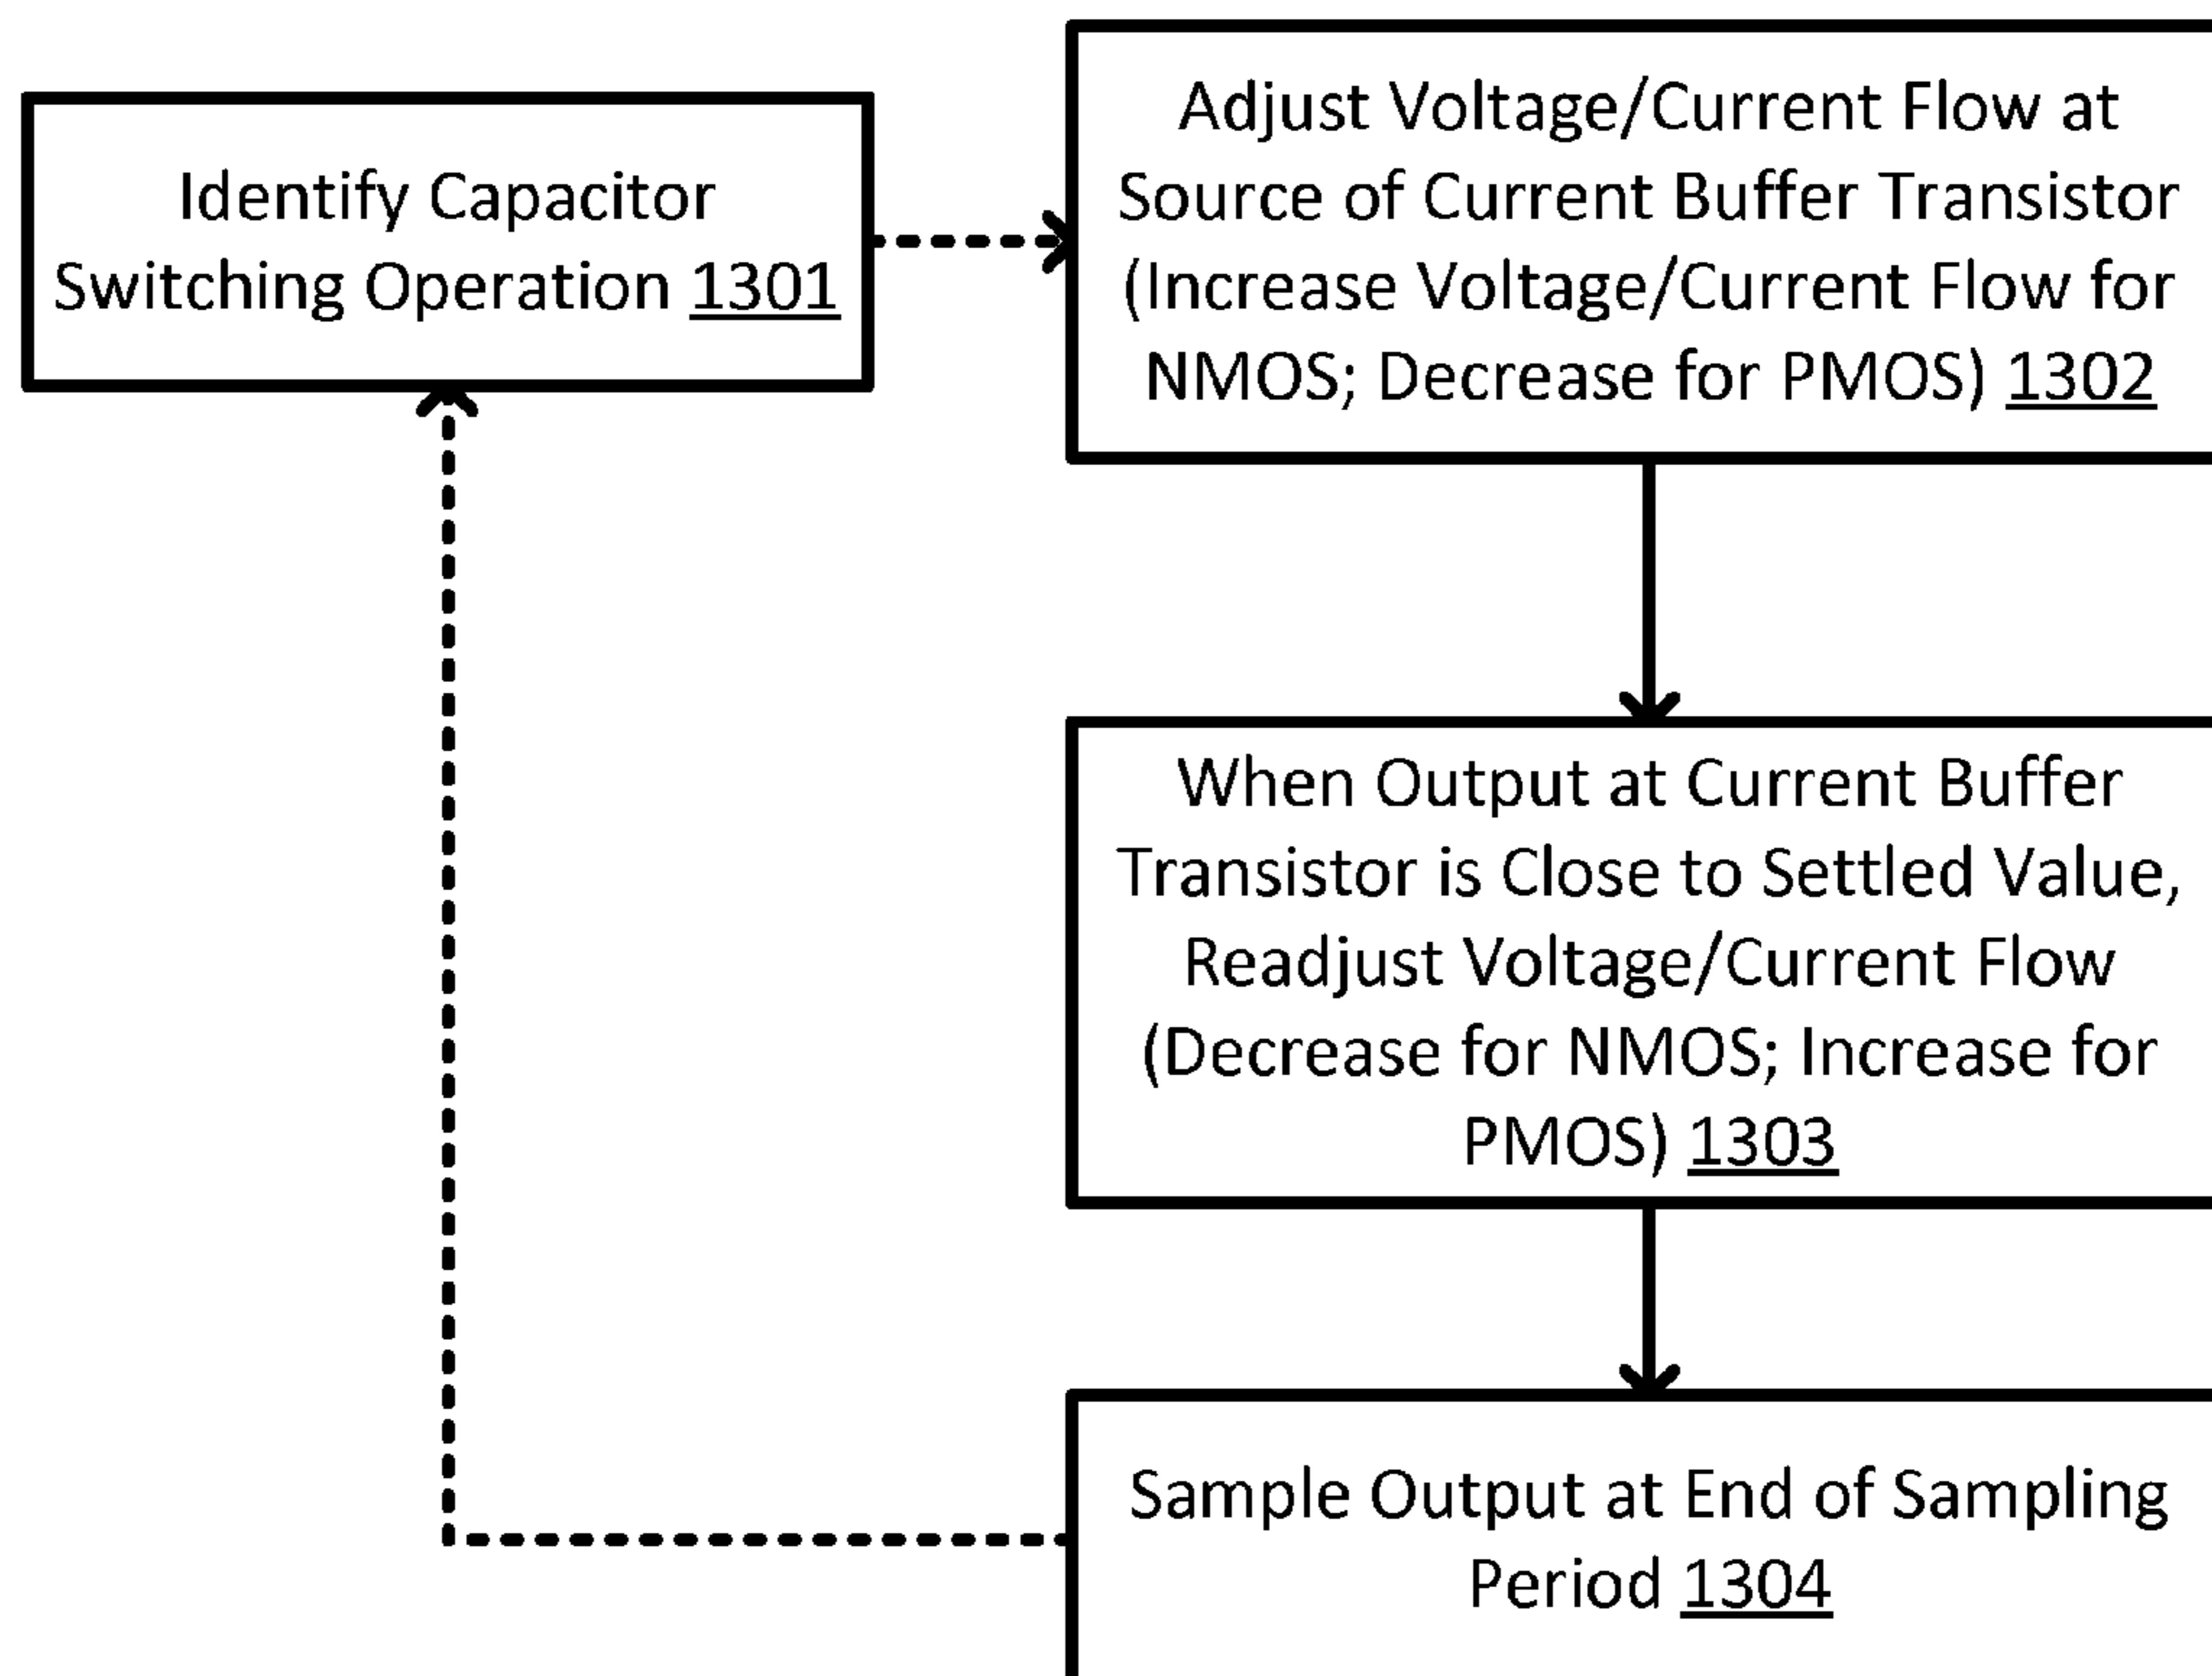 Identify Capacitor
Switching Operation 1301
Adjust Voltage/Current Flow at
Source of Current Buffer Transistor
(Increase Voltage/Current Flow for
NMOS; Decrease for PMOS) 1302
When Output at Current Buffer
Transistor is Close to Settled Value,
Readjust Voltage/Current Flow
(Decrease for NMOS; Increase for
PMOS) 1303
Sample Output at End of Sampling
Period 1304